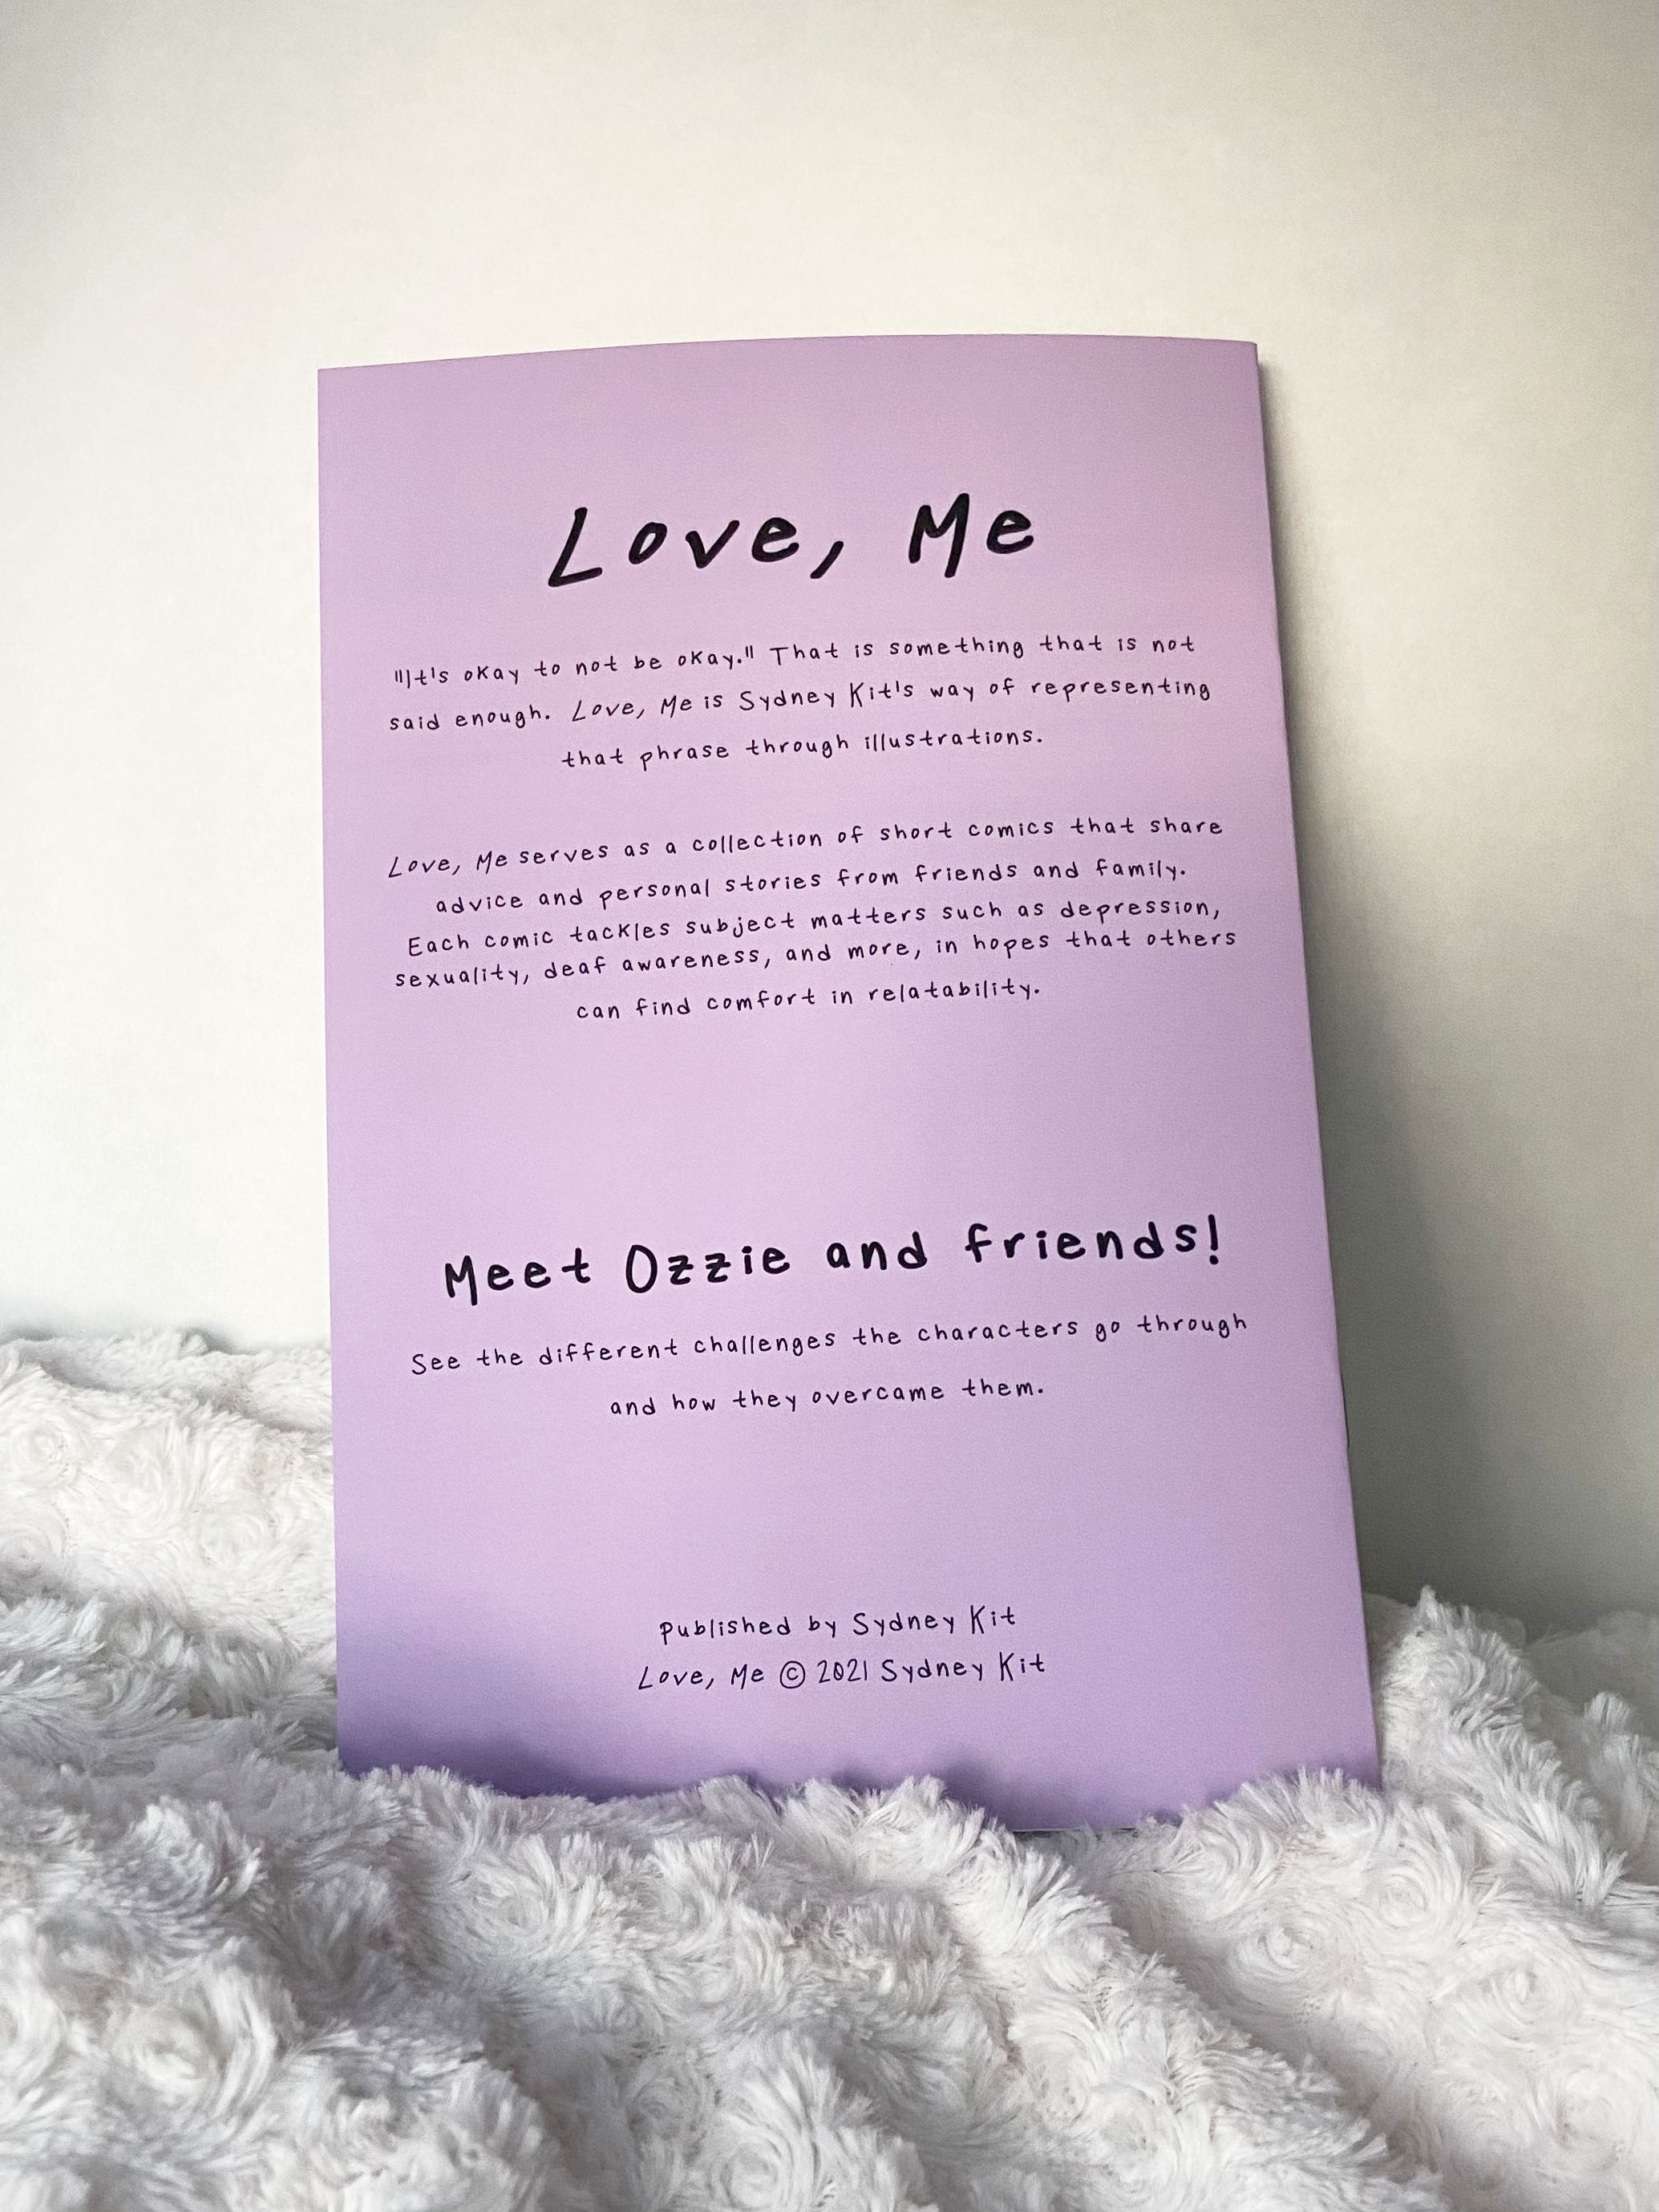 Love, Me
"It's okay to not be okay." That is something that is not
said enough. Love, Me is Sydney Kit's way of representing
that phrase through illustrations.
Love, Me serves as a collection of short comics that share
advice and personal stories from friends and family.
Each comic tackles subject matters such as depression,
sexuality, deaf awareness, and more, in hopes that others
can find comfort in relatability.
Meet Ozzie and friends!
See the different challenges the characters go through
and how they overcame them.
Published by Sydney Kit
Love, Me © 2021 Sydney Kit